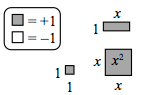 = +1
= −1
x
1
x x²
x
1
1